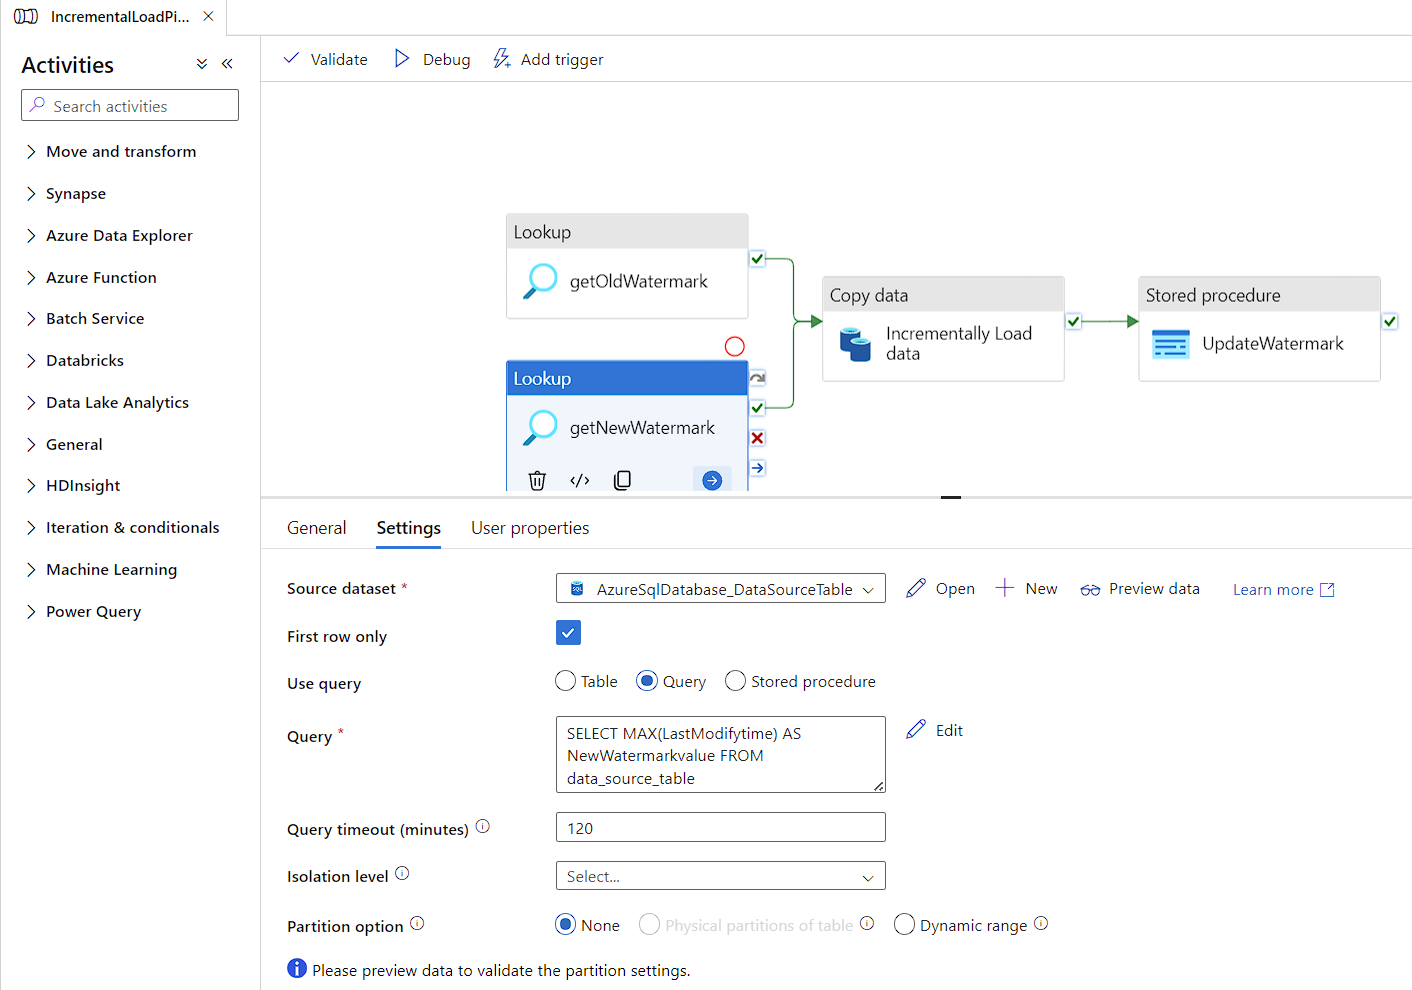 IncrementalLoadPi...
Activities
Search activities
Move and transform
Synapse
Azure Data Explorer
Azure Function
Batch Service
Databricks
Data Lake Analytics
General
HDInsight
Iteration & conditionals
Machine Learning
Power Query
Validate
Debug
Add trigger
Lookup
getOldWatermark
Lookup
getNewWatermark
Copy data
Incrementally Load
data
Stored procedure
UpdateWatermark
General
Settings
User properties
Source dataset *
SQL
AzureSqlDatabase_DataSourceTable
Open
New
Preview data
Learn more
First row only
Use query
Table
Query
Stored procedure
Query *
SELECT MAX(LastModifytime) AS
NewWatermarkvalue FROM
data_source_table
Edit
Query timeout (minutes)
120
Isolation level
Select...
Partition option
None
Physical partitions of table
Dynamic range
Please preview data to validate the partition settings.